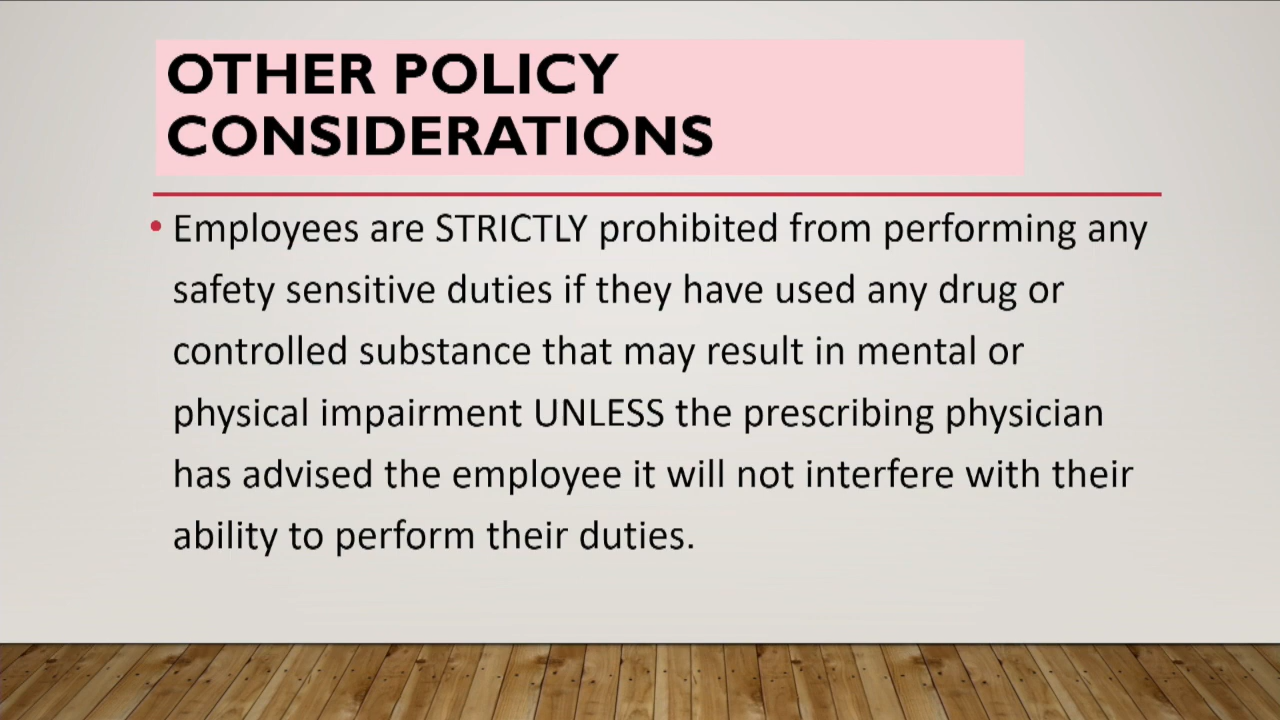 OTHER POLICY
CONSIDERATIONS
• Employees are STRICTLY prohibited from performing any
safety sensitive duties if they have used any drug or
controlled substance that may result in mental or
physical impairment UNLESS the prescribing physician
has advised the employee it will not interfere with their
ability to perform their duties.